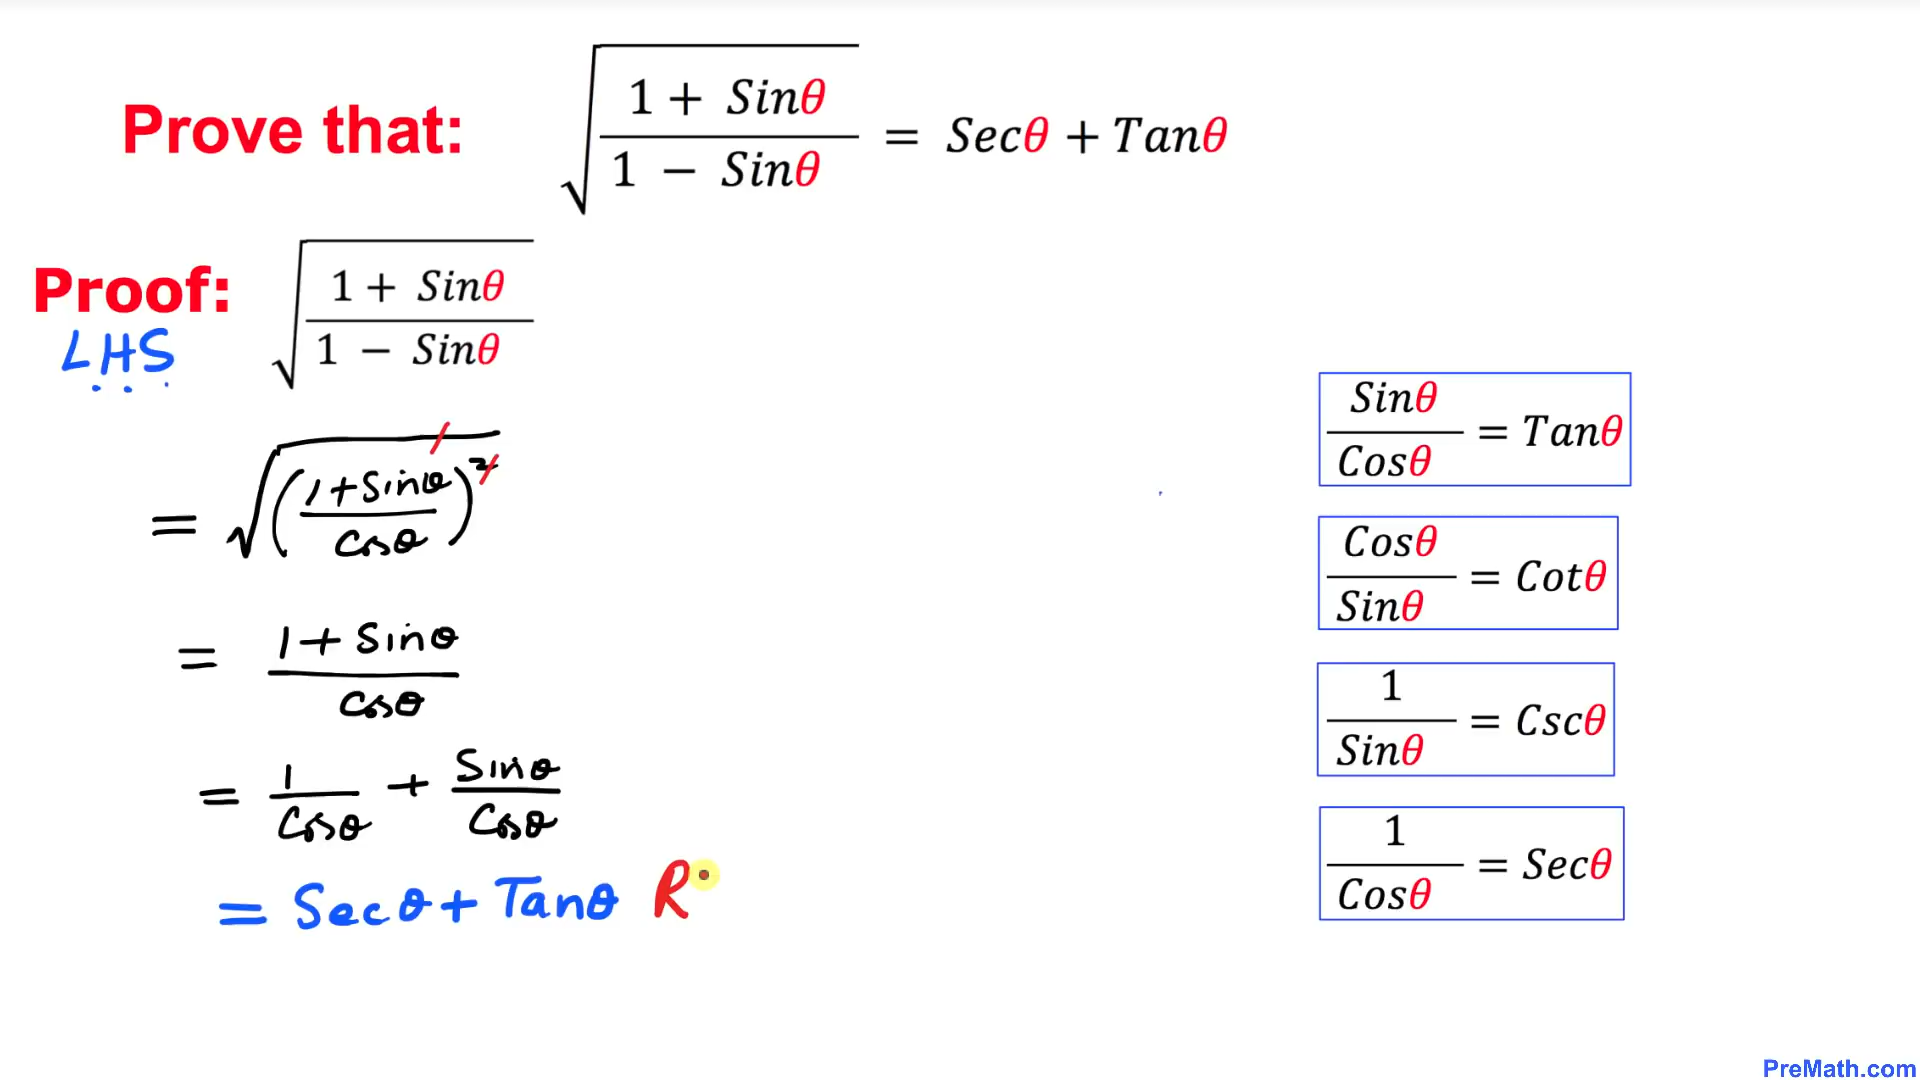 Prove that: √((1 + Sinθ)/(1 − Sinθ)) = Secθ + Tanθ
Proof: √((1 + Sinθ)/(1 − Sinθ))
LHS
= √((1+Sinθ)/Cosθ)²
= (1+Sinθ)/Cosθ
= 1/Cosθ + Sinθ/Cosθ
= Secθ + Tanθ R
Sinθ/Cosθ = Tanθ
Cosθ/Sinθ = Cotθ
1/Sinθ = Cscθ
1/Cosθ = Secθ
PreMath.com